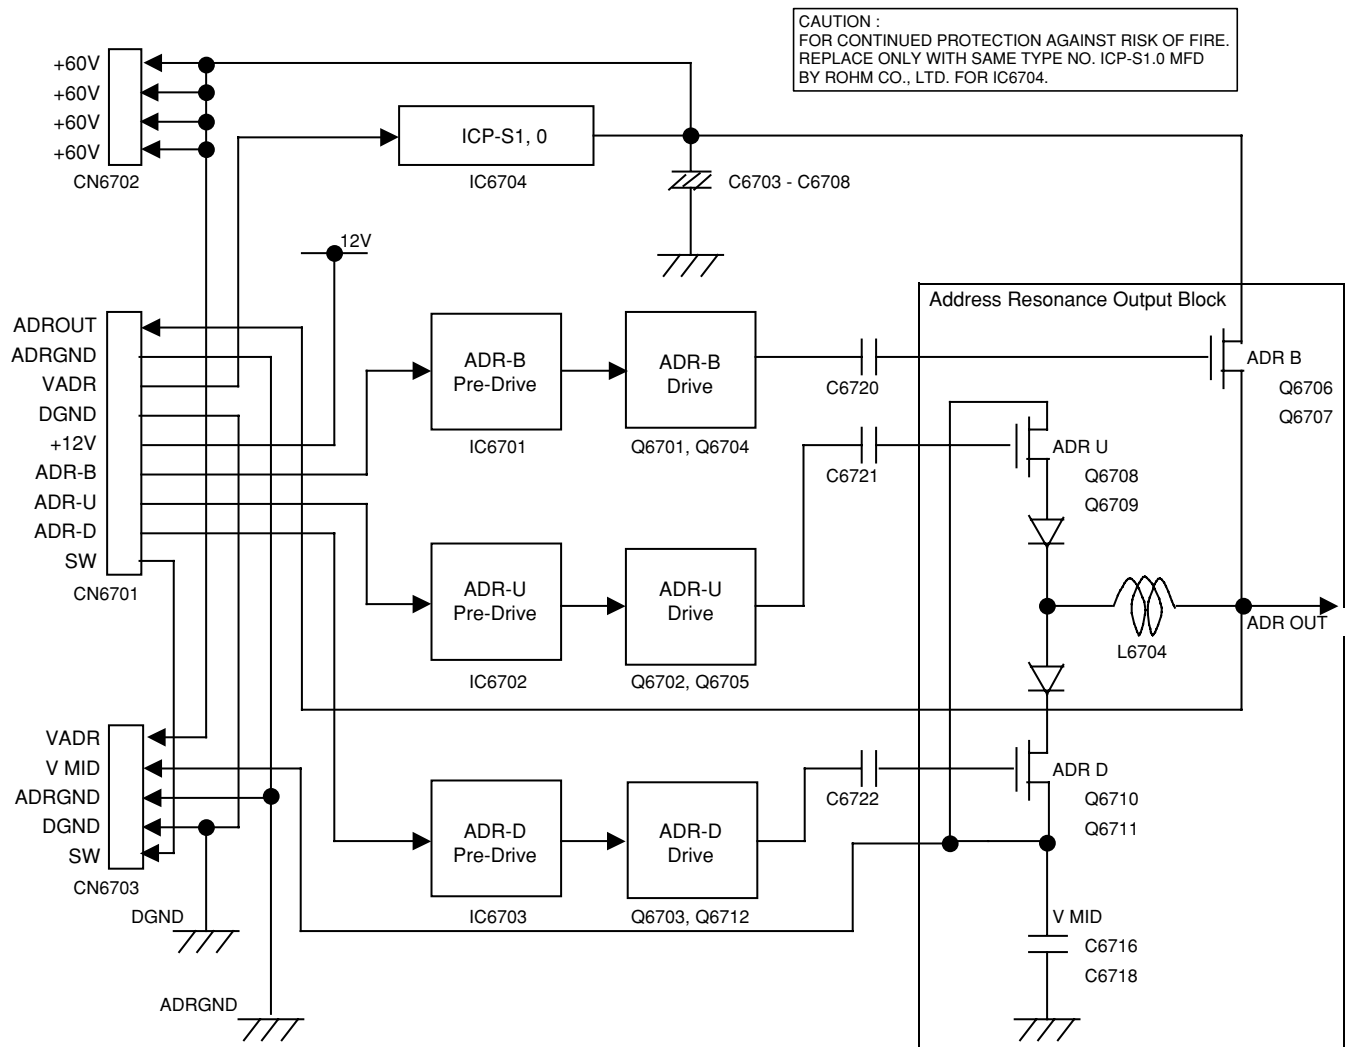 CAUTION :
FOR CONTINUED PROTECTION AGAINST RISK OF FIRE.
REPLACE ONLY WITH SAME TYPE NO. ICP-S1.0 MFD
BY ROHM CO., LTD. FOR IC6704.
+60V
+60V
+60V
+60V
CN6702
ICP-S1, 0
IC6704
C6703 - C6708
12V
Address Resonance Output Block
ADROUT
ADRGND
VADR
DGND
+12V
ADR-B
ADR-U
ADR-D
SW
CN6701
ADR-B
Pre-Drive
IC6701
ADR-B
Drive
Q6701, Q6704
C6720
ADR B
Q6706
Q6707
C6721
ADR U
Q6708
Q6709
ADR-U
Pre-Drive
IC6702
ADR-U
Drive
Q6702, Q6705
L6704
ADR OUT
VADR
V MID
ADRGND
DGND
SW
CN6703
ADR-D
Pre-Drive
IC6703
ADR-D
Drive
Q6703, Q6712
C6722
ADR D
Q6710
Q6711
DGND
V MID
C6716
C6718
ADRGND